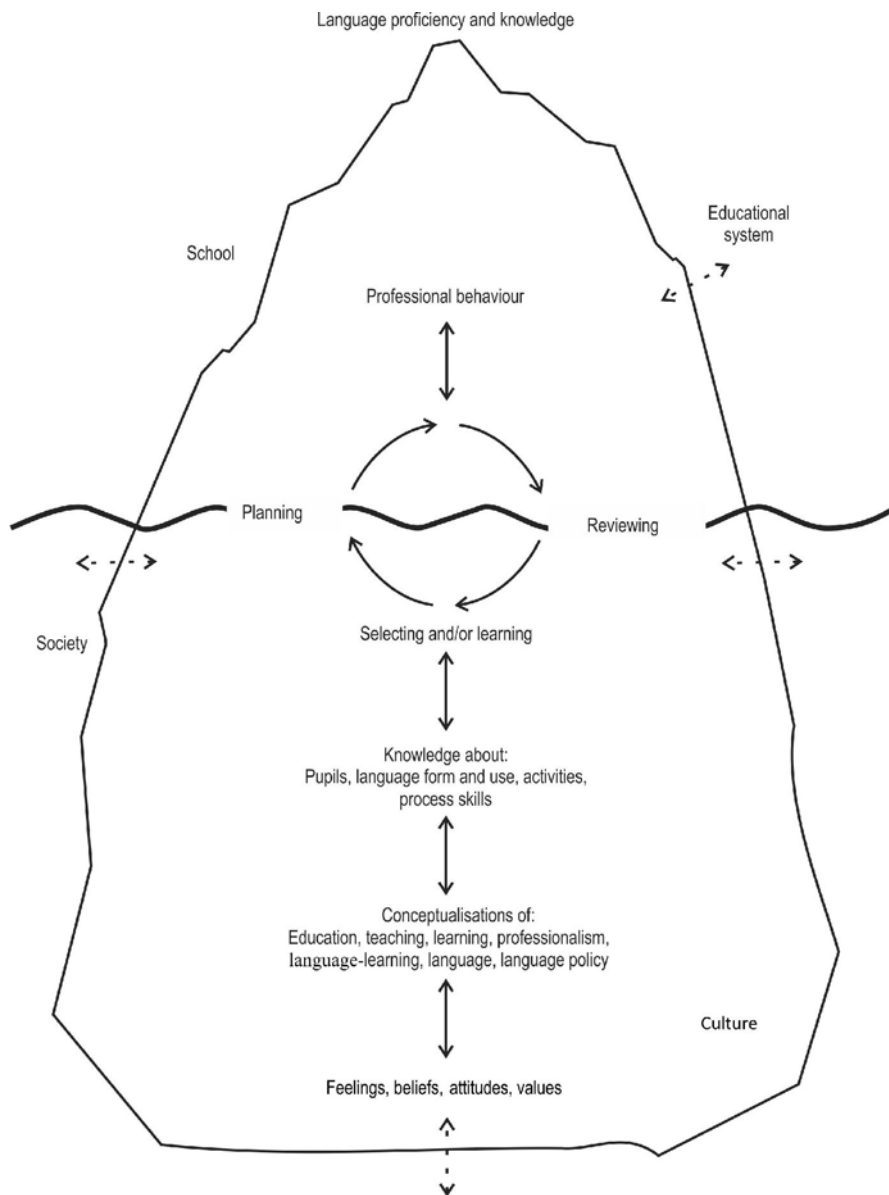 Language proficiency and knowledge
Educational
system
School
Professional behaviour
Planning
Reviewing
Selecting and/or learning
Society
Knowledge about:
Pupils, language form and use, activities,
process skills
Conceptualisations of:
Education, teaching, learning, professionalism,
language-learning, language, language policy
Culture
Feelings, beliefs, attitudes, values